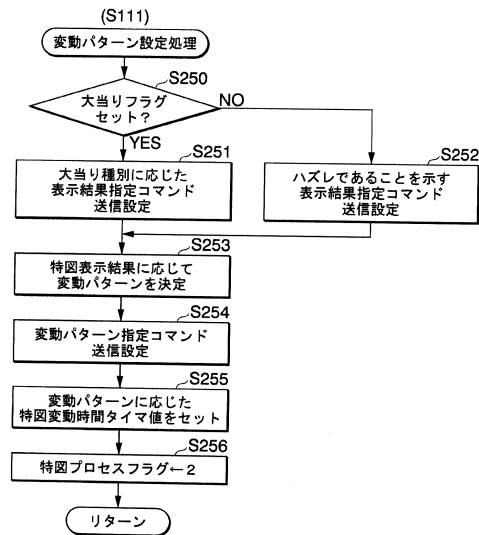 (S111)
変動パターン設定処理
S250
大当りフラグ
セット?
NO
YES
S251
大当り種別に応じた
表示結果指定コマンド
送信設定
S252
ハズレであることを示す
表示結果指定コマンド
送信設定
S253
特図表示結果に応じて
変動パターンを決定
S254
変動パターン指定コマンド
送信設定
S255
変動パターンに応じた
特図変動時間タイマ値をセット
S256
特図プロセスフラグ←2
リターン